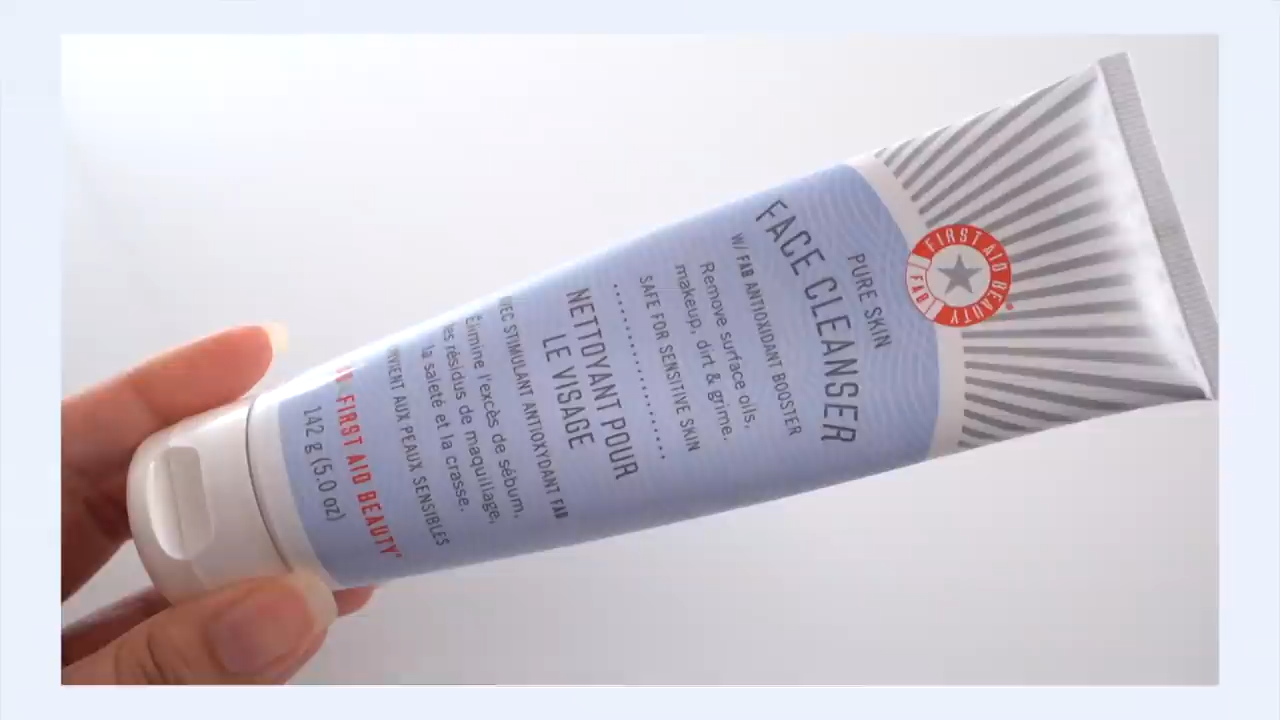 FIRST AID BEAUTY
FAB
PURE SKIN
FACE CLEANSER
W/ FAB ANTIOXIDANT BOOSTER
Remove surface oils,
makeup, dirt & grime.
SAFE FOR SENSITIVE SKIN
NETTOYANT POUR
LE VISAGE
STIMULANT ANTIOXYDANT FAB
Élimine l'excès de sébum,
les résidus de maquillage,
la saleté et la crasse.
AUX PEAUX SENSIBLES
FIRST AID BEAUTY®
142 g (5.0 oz)